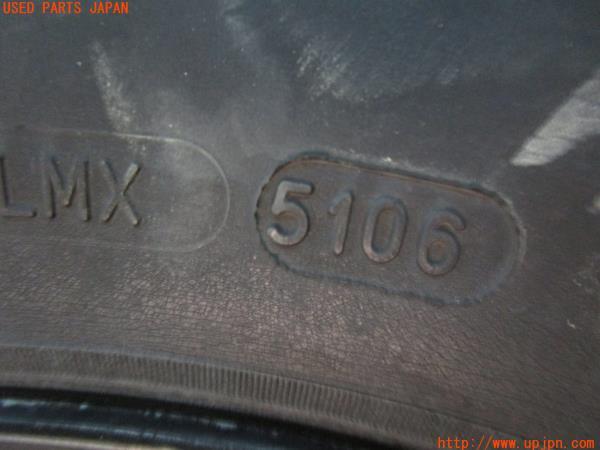 USED PARTS JAPAN
LMX 5106
http://www.upjpn.com